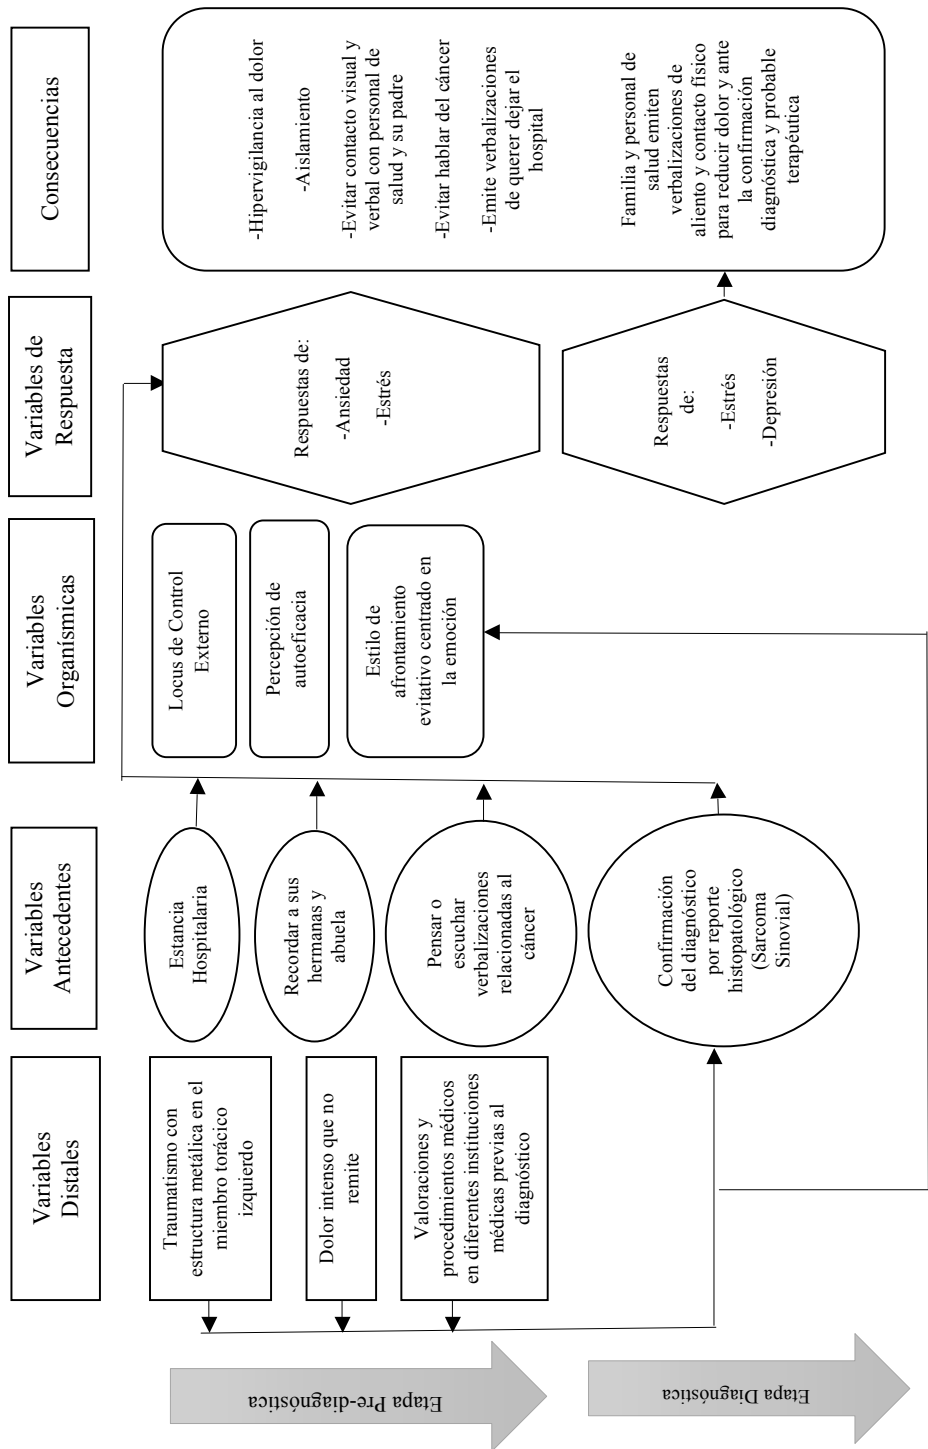 Variables
Distales
Variables
Antecedentes
Variables
Organísmicas
Variables de
Respuesta
Consecuencias
Etapa Pre-diagnóstica
Traumatismo con
estructura metálica en el
miembro torácico
izquierdo
Dolor intenso que no
remite
Valoraciones y
procedimientos médicos
en diferentes instituciones
médicas previas al
diagnóstico
Estancia
Hospitalaria
Recordar a sus
hermanas y
abuela
Pensar o
escuchar
verbalizaciones
relacionadas al
cáncer
Locus de Control
Externo
Percepción de
autoeficacia
Estilo de
afrontamiento
evitativo centrado en
la emoción
Respuestas de:
-Ansiedad
-Estrés
-Hipervigilancia al dolor
-Aislamiento
-Evitar contacto visual y
verbal con personal de
salud y su padre
-Evitar hablar del cáncer
-Emite verbalizaciones
de querer dejar el
hospital
Etapa Diagnóstica
Confirmación
del diagnóstico
por reporte
histopatológico
(Sarcoma
Sinovial)
Respuestas
de:
-Estrés
-Depresión
Familia y personal de
salud emiten
verbalizaciones de
aliento y contacto físico
para reducir dolor y ante
la confirmación
diagnóstica y probable
terapéutica